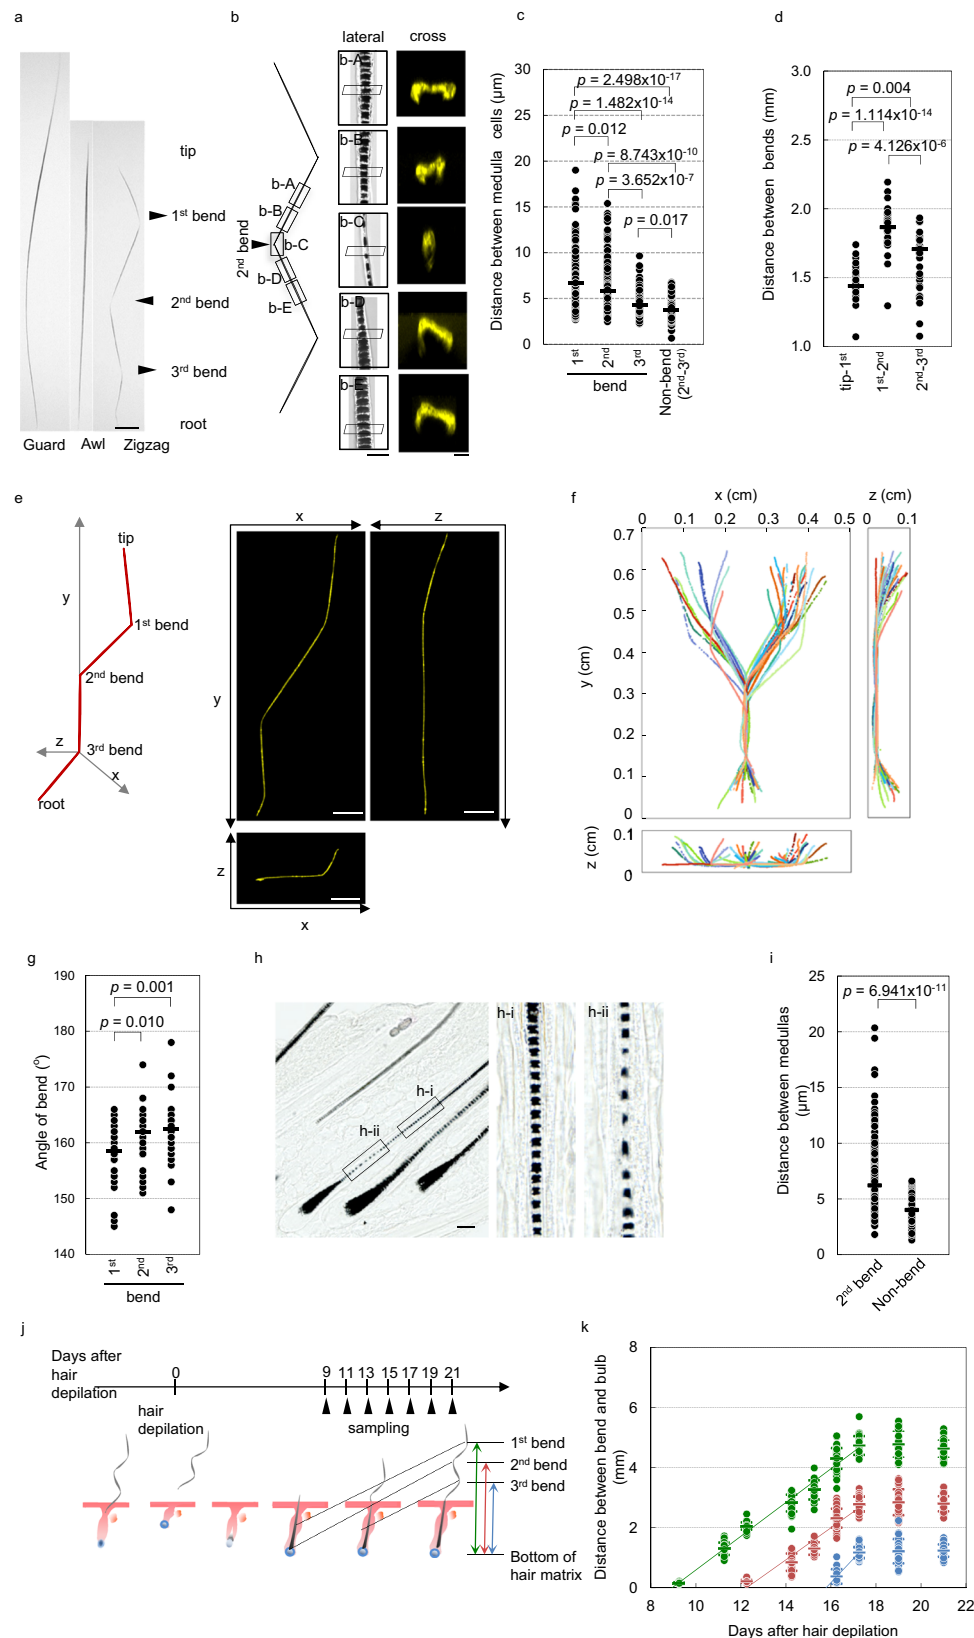 a
tip
1st bend
2nd bend
3rd bend
root
Guard
Awl
Zigzag
b
lateral
cross
b-A
b-B
b-C
b-D
b-E
2nd bend
b-A
b-B
b-C
b-D
b-E
c
Distance between medulla cells (µm)
30
25
20
15
10
5
0
p = 2.498x10-17
p = 1.482x10-14
p = 0.012
p = 8.743x10-10
p = 3.652x10-7
p = 0.017
1st
2nd
3rd
bend
Non-bend
(2nd-3rd)
d
Distance between bends (mm)
3.0
2.5
2.0
1.5
1.0
p = 0.004
p = 1.114x10-14
p = 4.126x10-6
tip-1st
1st-2nd
2nd-3rd
e
tip
y
1st bend
2nd bend
z
3rd bend
x
root
x
z
y
z
x
f
x (cm)
z (cm)
0 0.1 0.2 0.3 0.4 0.5
0 0.1
y (cm)
0.7
0.6
0.5
0.4
0.3
0.2
0.1
0
z (cm)
0.1
0
g
Angle of bend (o)
190
180
170
160
150
140
p = 0.001
p = 0.010
1st
2nd
3rd
bend
h
h-i
h-ii
h-i
h-ii
i
Distance between medullas
(µm)
25
20
15
10
5
0
p = 6.941x10-11
2nd bend
Non-bend
j
Days after
hair
depilation
0
9 11 13 15 17 19 21
hair
depilation
sampling
1st bend
2nd bend
3rd bend
Bottom of
hair matrix
k
Distance between bend and bulb
(mm)
8
6
4
2
0
8 10 12 14 16 18 20 22
Days after hair depilation